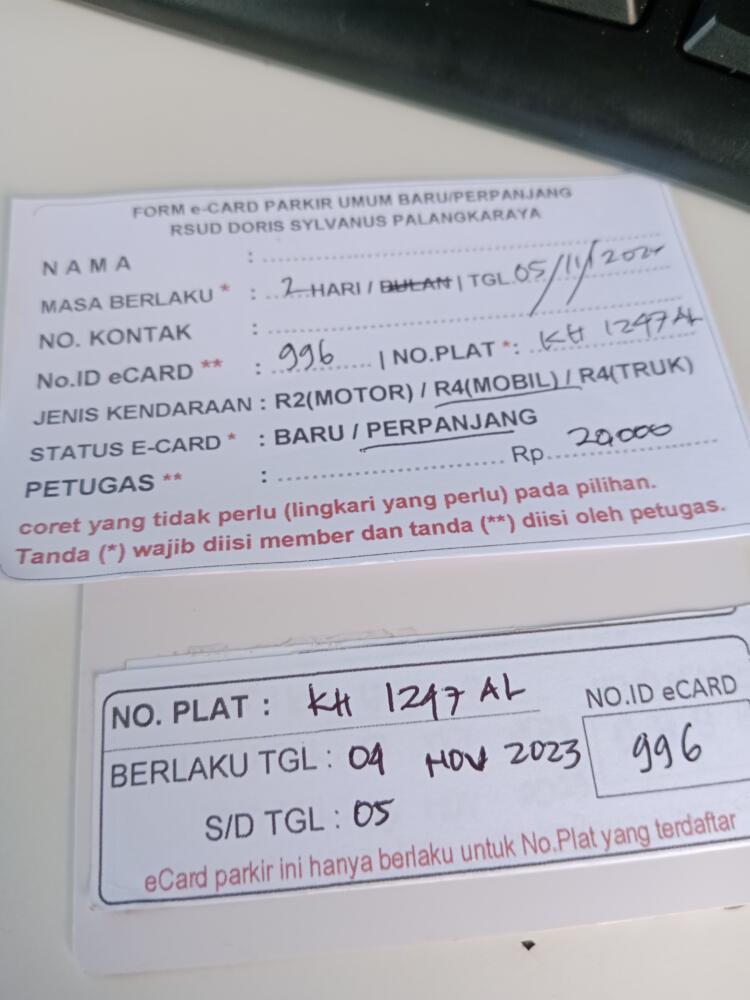 FORM e-CARD PARKIR UMUM BARU/PERPANJANG
RSUD DORIS SYLVANUS PALANGKARAYA
NAMA :
MASA BERLAKU * : 2 HARI / BULAN | TGL. 05/11/202
NO. KONTAK :
No.ID eCARD ** : 996 | NO.PLAT *: KH 1247 AL
JENIS KENDARAAN : R2(MOTOR) / R4(MOBIL) / R4(TRUK)
STATUS E-CARD * : BARU / PERPANJANG
PETUGAS ** : Rp. 20,000
coret yang tidak perlu (lingkari yang perlu) pada pilihan.
Tanda (*) wajib diisi member dan tanda (**) diisi oleh petugas.
NO. PLAT : KH 1247 AL
NO.ID eCARD
BERLAKU TGL : 04 NOV 2023
996
S/D TGL : 05
eCard parkir ini hanya berlaku untuk No.Plat yang terdaftar